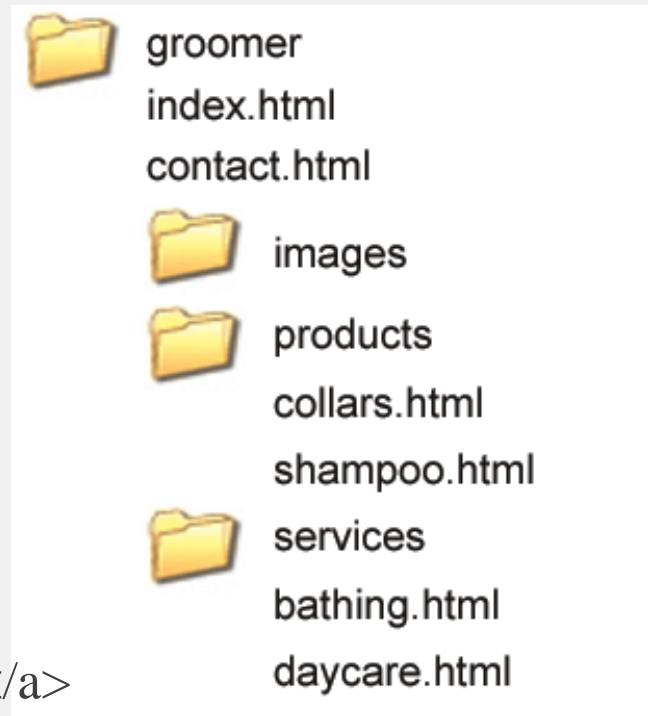 groomer
index.html
contact.html
images
products
collars.html
shampoo.html
services
bathing.html
daycare.html
/a>